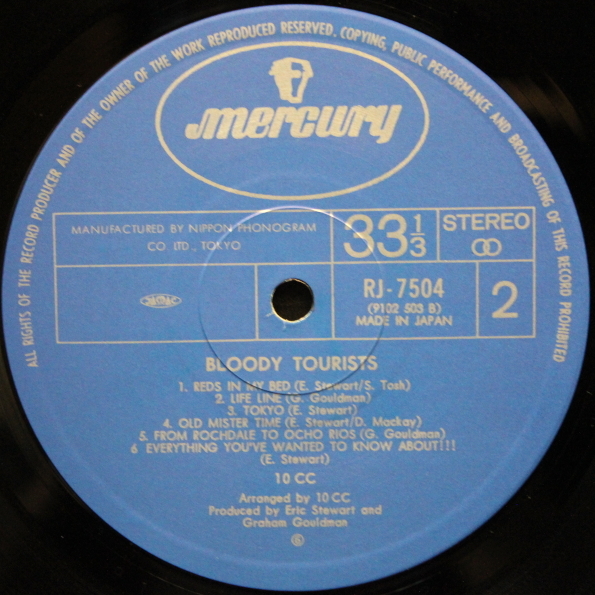 ALL RIGHTS OF THE RECORD PRODUCER AND OF THE OWNER OF THE WORK REPRODUCED RESERVED. COPYING, PUBLIC PERFORMANCE AND BROADCASTING OF THIS RECORD PROHIBITED
mercury
MANUFACTURED BY NIPPON PHONOGRAM
CO LTD., TOKYO
33 1/3
STEREO
RJ-7504
(9102 503 B)
MADE IN JAPAN
2
BLOODY TOURISTS
1. REDS IN MY BED (E. Stewart/S. Tosh)
2. LIFE LINE (G. Gouldman)
3. TOKYO (E. Stewart)
4. OLD MISTER TIME (E. Stewart/D. Mackay)
5. FROM ROCHDALE TO OCHO RIOS (G. Gouldman)
6 EVERYTHING YOU'VE WANTED TO KNOW ABOUT!!!
(E. Stewart)
10 CC
Arranged by 10 CC
Produced by Eric Stewart and
Graham Gouldman